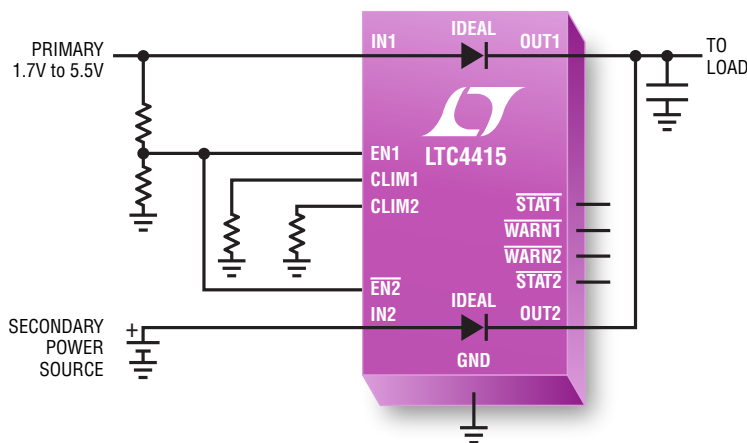 PRIMARY
1.7V to 5.5V
IN1
IDEAL
OUT1
TO
LOAD
LTC4415
EN1
CLIM1
CLIM2
STAT1
WARN1
WARN2
STAT2
EN2
IN2
IDEAL
OUT2
GND
SECONDARY
POWER
SOURCE
+